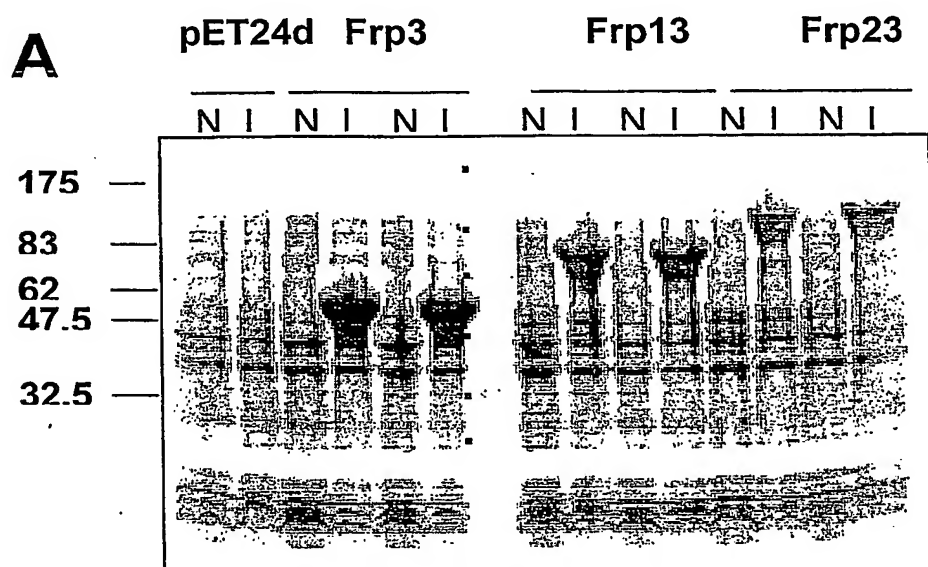 A
pET24d Frp3 Frp13 Frp23
N I N I N I N I N I N I N I
175
83
62
47.5
32.5